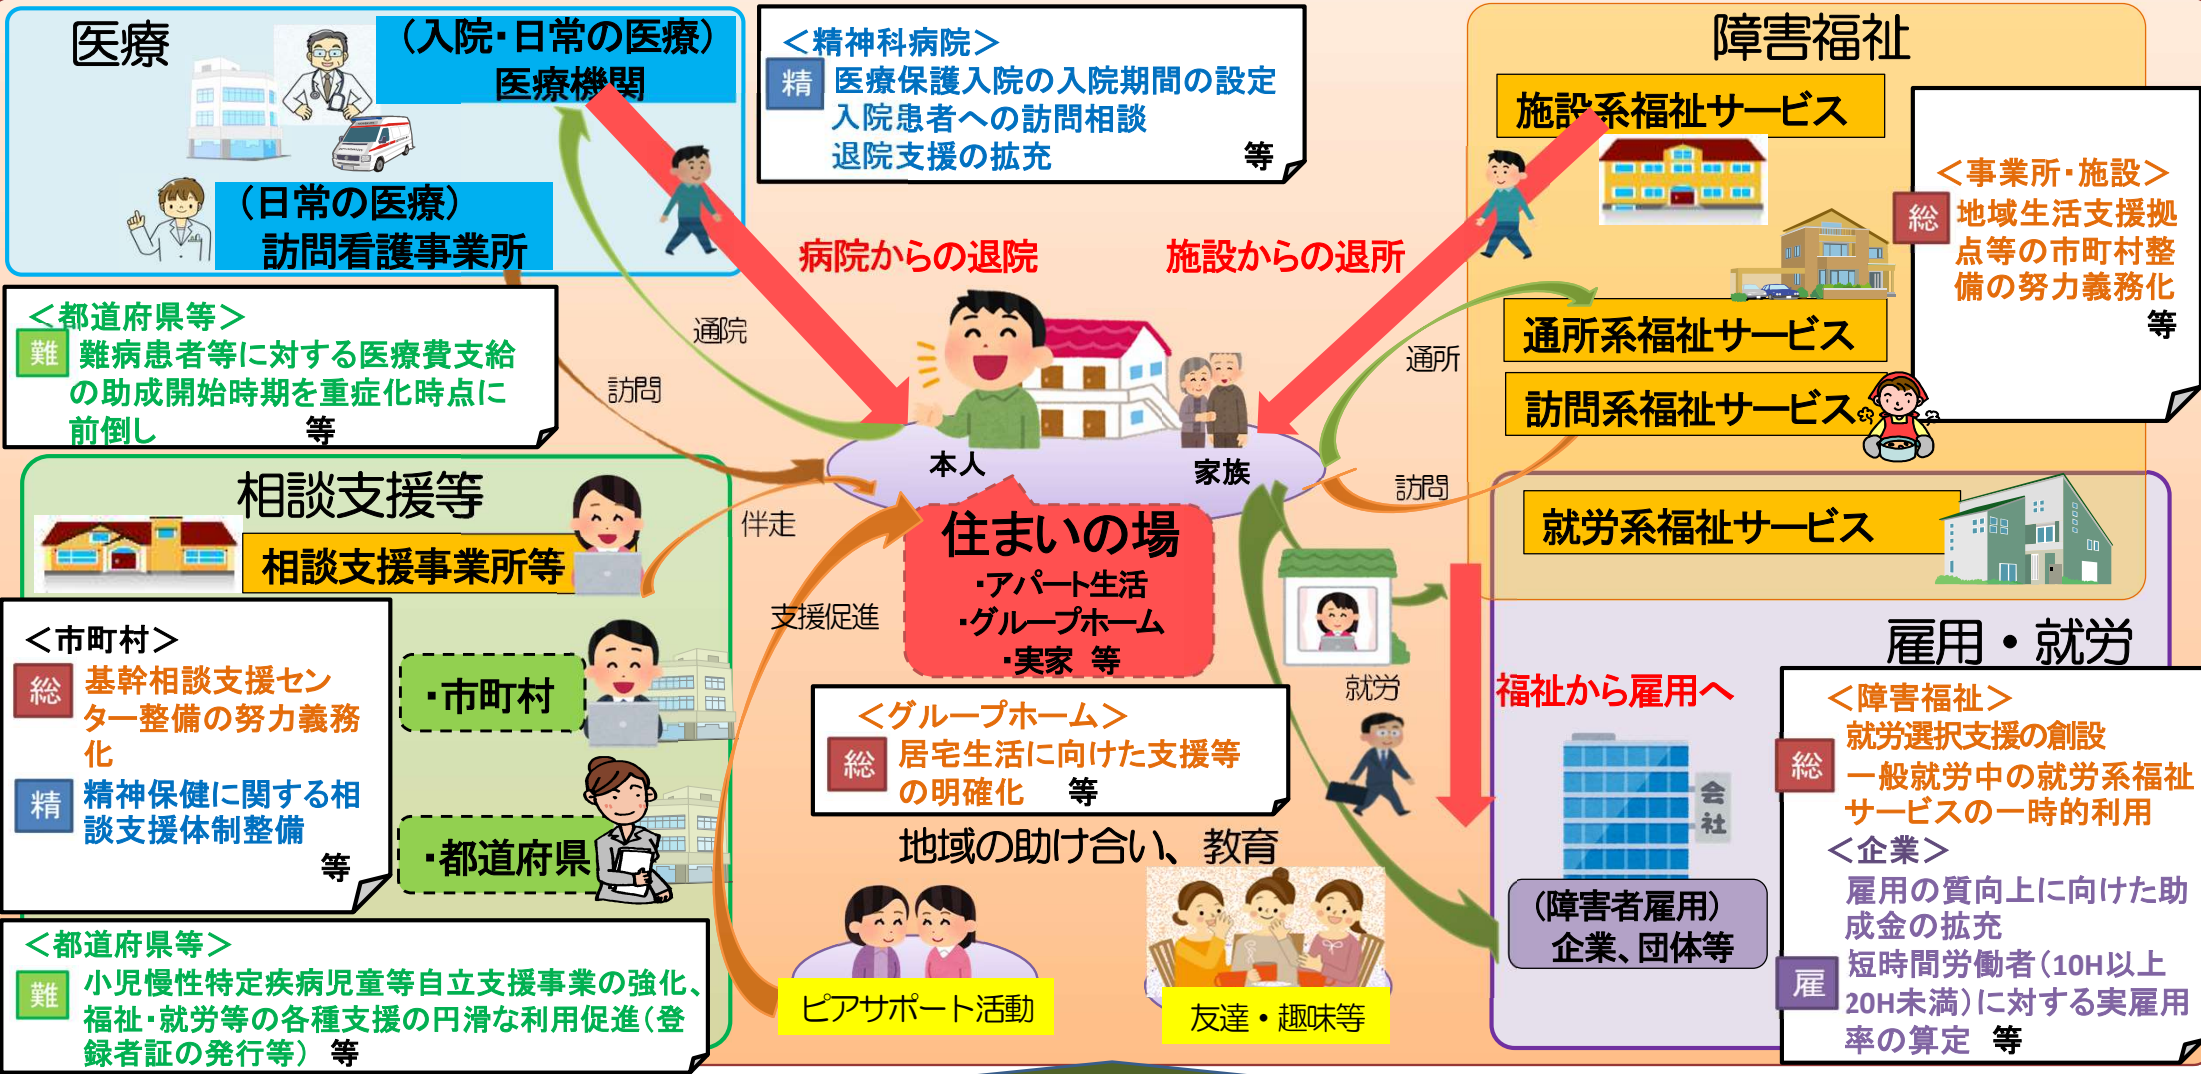 医療
（入院・日常の医療）
医療機関
（日常の医療）
訪問看護事業所
＜精神科病院＞
精
医療保護入院の入院期間の設定
入院患者への訪問相談
退院支援の拡充 等
障害福祉
施設系福祉サービス
＜事業所・施設＞
総
地域生活支援拠
点等の市町村整
備の努力義務化
等
通所系福祉サービス
訪問系福祉サービス
病院からの退院
施設からの退所
＜都道府県等＞
難
難病患者等に対する医療費支給
の助成開始時期を重症化時点に
前倒し 等
通院
訪問
通所
訪問
本人
家族
住まいの場
・アパート生活
・グループホーム
・実家 等
相談支援等
相談支援事業所等
伴走
支援促進
＜市町村＞
総
基幹相談支援セン
ター整備の努力義務
化
精
精神保健に関する相
談支援体制整備
等
・市町村
・都道府県
＜都道府県等＞
難
小児慢性特定疾病児童等自立支援事業の強化、
福祉・就労等の各種支援の円滑な利用促進（登
録者証の発行等） 等
＜グループホーム＞
総
居宅生活に向けた支援等
の明確化 等
地域の助け合い、教育
ピアサポート活動
友達・趣味等
就労系福祉サービス
就労
福祉から雇用へ
雇用・就労
会
社
（障害者雇用）
企業、団体等
＜障害福祉＞
総
就労選択支援の創設
一般就労中の就労系福祉
サービスの一時的利用
＜企業＞
雇用の質向上に向けた助
成金の拡充
雇
短時間労働者（10H以上
20H未満）に対する実雇用
率の算定 等